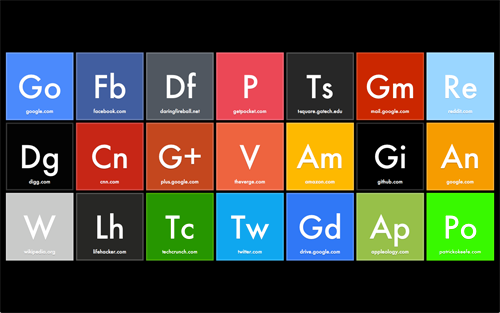 Go
google.com
Fb
facebook.com
Df
daringfireball.net
P
getpocket.com
Ts
tsquare.gatech.edu
Gm
mail.google.com
Re
reddit.com
Dg
digg.com
Cn
cnn.com
G+
plus.google.com
V
theverge.com
Am
amazon.com
Gi
github.com
An
google.com
W
wikipedia.org
Lh
lifehacker.com
Tc
techcrunch.com
Tw
twitter.com
Gd
drive.google.com
Ap
appleology.com
Po
patrickokeefe.com